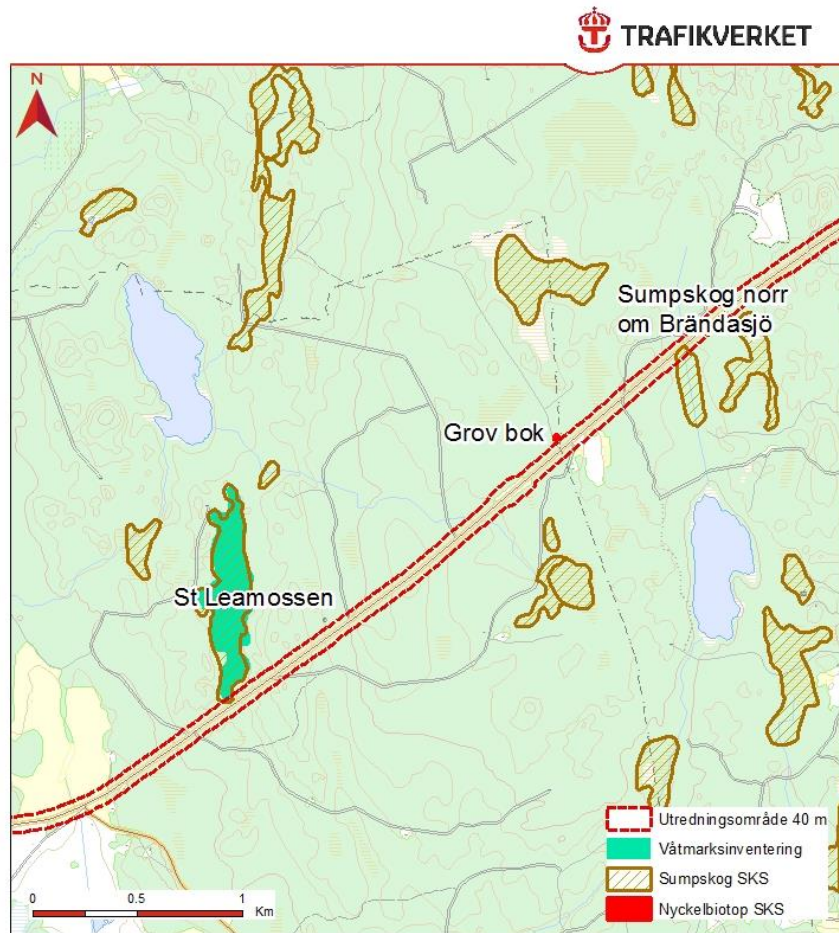 TRAFIKVERKET
N
Sumpskog norr
om Brändasjö
Grov bok
St Leamossen
Utredningsområde 40 m
Våtmarksinventering
Sumpskog SKS
Nyckelbiotop SKS
0 0.5 1
Km